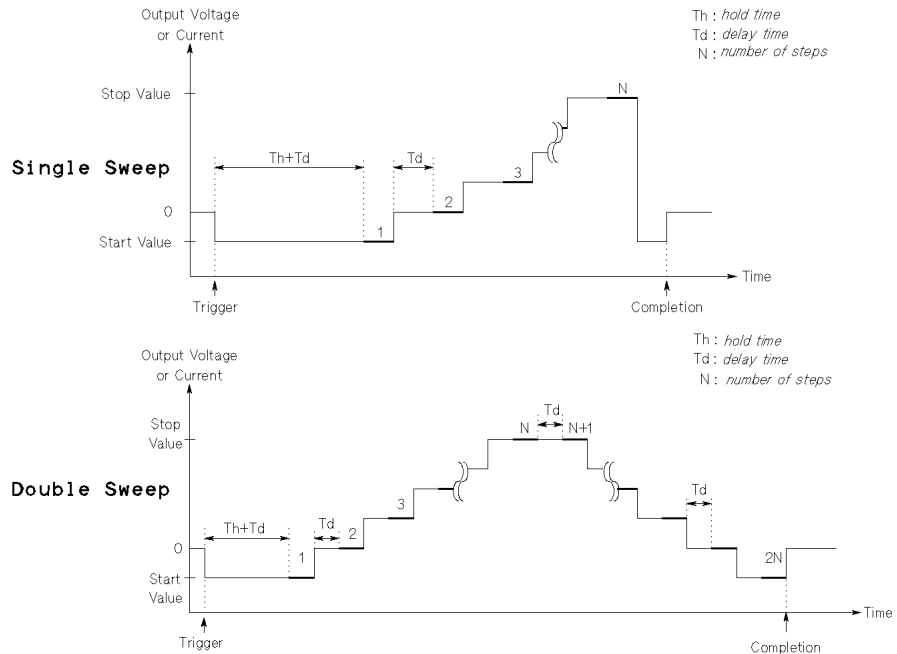 Output Voltage
or Current
Th : hold time
Td : delay time
N : number of steps
Stop Value
N
Single Sweep
Th+Td
Td
3
2
0
1
Start Value
Time
Trigger
Completion
Th : hold time
Td : delay time
N : number of steps
Output Voltage
or Current
Stop
Value
N
Td
N+1
Double Sweep
Td
3
Th+Td
Td
2
0
1
2N
Start
Value
Time
Trigger
Completion